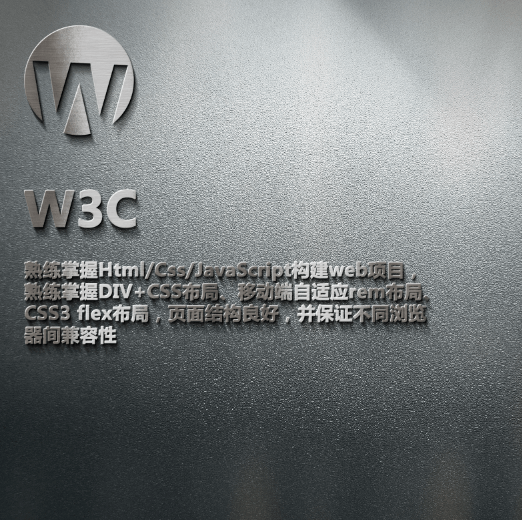 W
W3C
熟练掌握Html/Css/JavaScript构建web项目，
熟练掌握DIV+CSS布局、移动端自适应rem布局、
CSS3 flex布局，页面结构良好，并保证不同浏览
器间兼容性